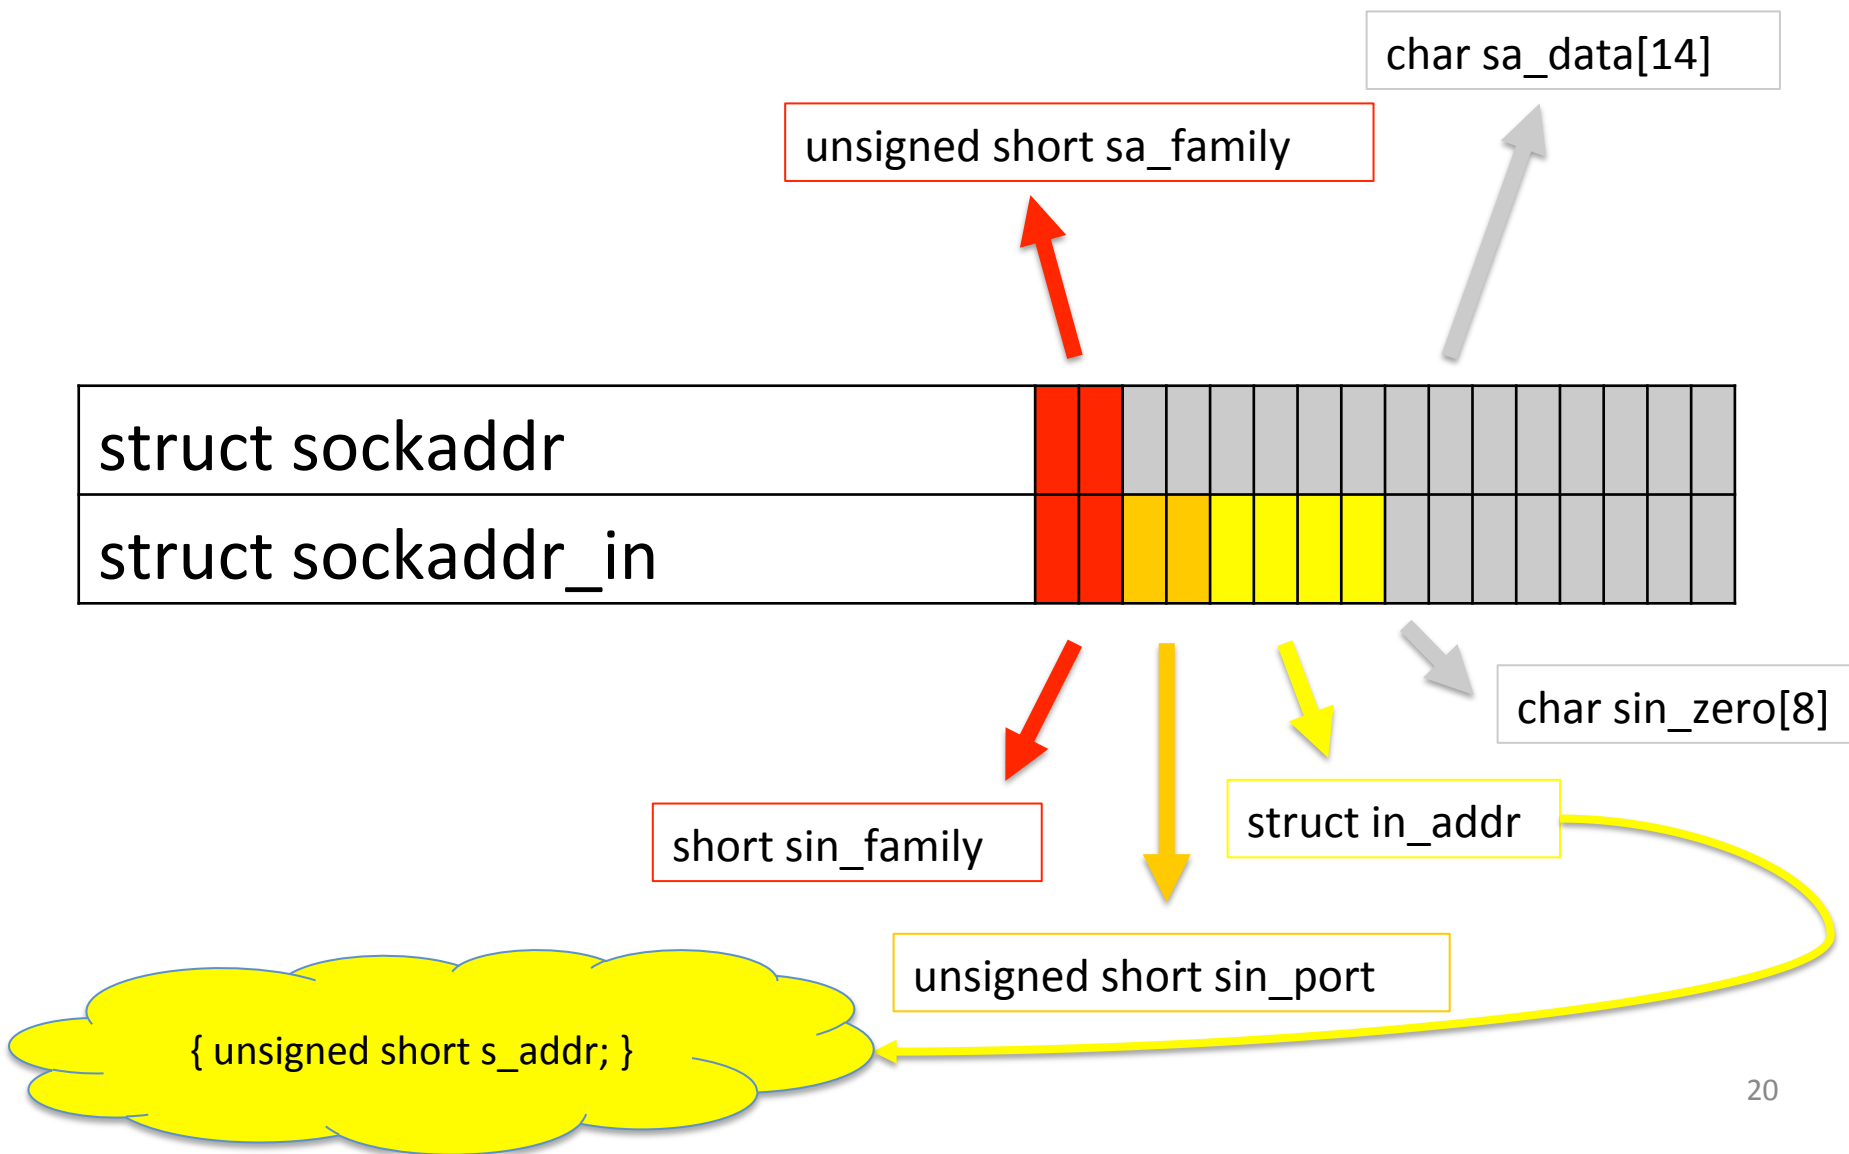 char sa_data[14]
unsigned short sa_family
struct sockaddr
struct sockaddr_in
char sin_zero[8]
struct in_addr
short sin_family
unsigned short sin_port
{ unsigned short s_addr; }
20